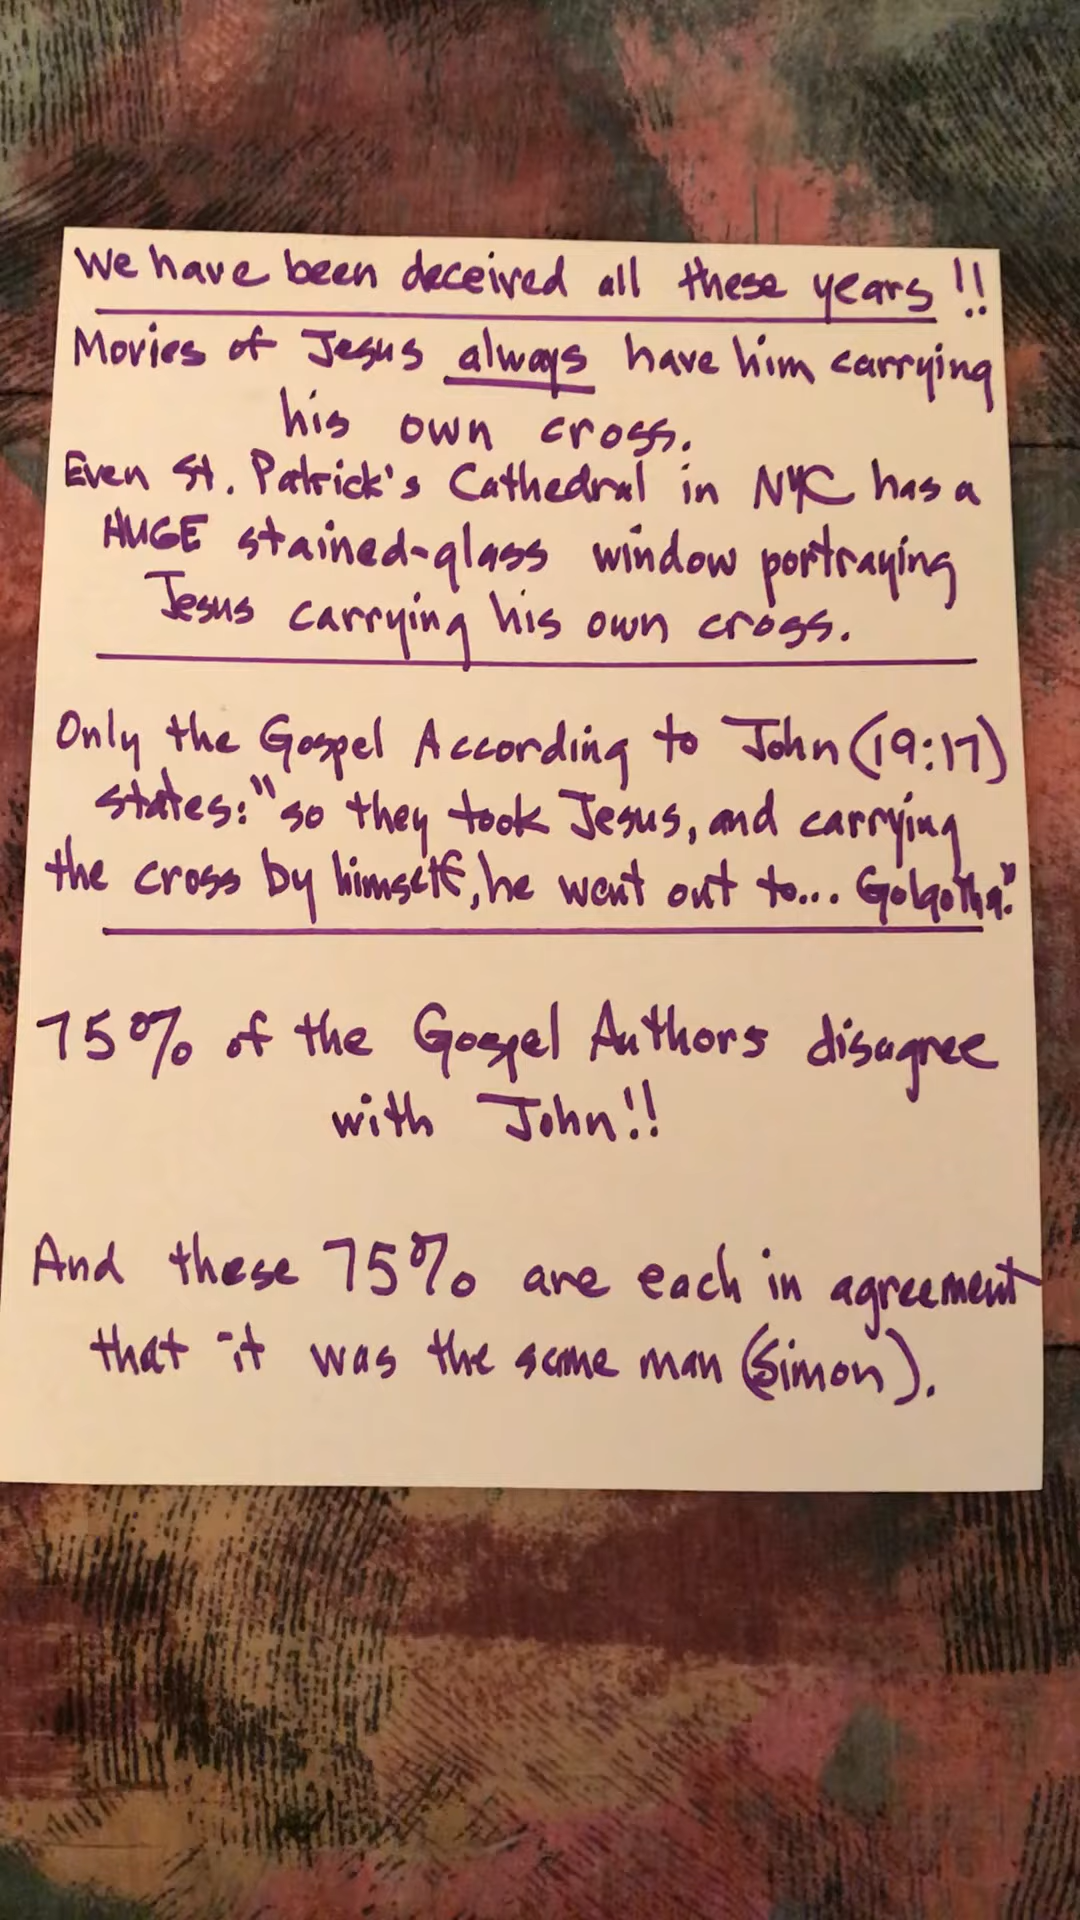 We have been deceived all these years!!
Movies of Jesus always have him carrying
his own cross.
Even St. Patrick's Cathedral in NYC has a
HUGE stained-glass window portraying
Jesus carrying his own cross.
Only the Gospel According to John (19:17)
states: "so they took Jesus, and carrying
the cross by himself, he went out to... Golgotha."
75% of the Gospel Authors disagree
with John!!
And these 75% are each in agreement
that it was the same man (Simon).